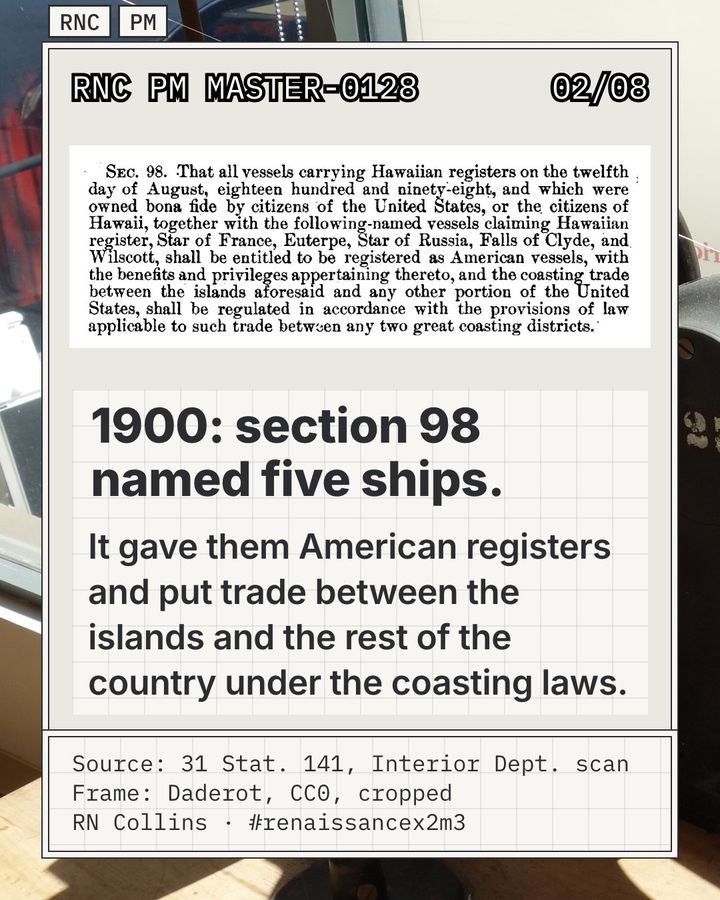 RNC PM
RNC PM MASTER-0128 02/08
SEC. 98. That all vessels carrying Hawaiian registers on the twelfth
day of August, eighteen hundred and ninety-eight, and which were
owned bona fide by citizens of the United States, or the citizens of
Hawaii, together with the following-named vessels claiming Hawaiian
register, Star of France, Euterpe, Star of Russia, Falls of Clyde, and
Wilscott, shall be entitled to be registered as American vessels, with
the benefits and privileges appertaining thereto, and the coasting trade
between the islands aforesaid and any other portion of the United
States, shall be regulated in accordance with the provisions of law
applicable to such trade between any two great coasting districts.
1900: section 98
named five ships.
It gave them American registers
and put trade between the
islands and the rest of the
country under the coasting laws.
Source: 31 Stat. 141, Interior Dept. scan
Frame: Daderot, CC0, cropped
RN Collins · #renaissancex2m3